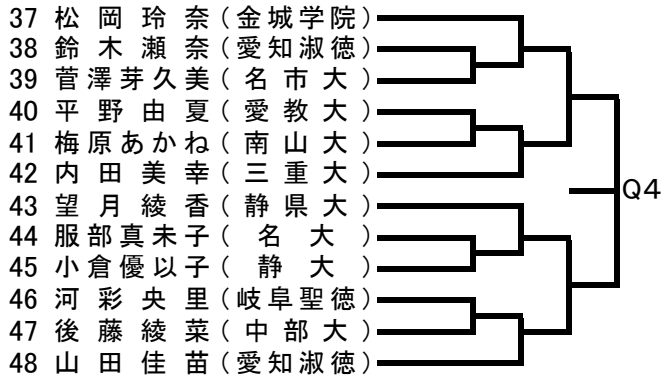 37 松岡玲奈(金城学院)
38 鈴木瀬奈(愛知淑徳)
39 菅澤芽久美(名市大)
40 平野由夏(愛教大)
41 梅原あかね(南山大)
42 内田美幸(三重大)
43 望月綾香(静県大)
44 服部真未子(名大)
45 小倉優以子(静大)
46 河彩央里(岐阜聖徳)
47 後藤綾菜(中部大)
48 山田佳苗(愛知淑徳)
Q4